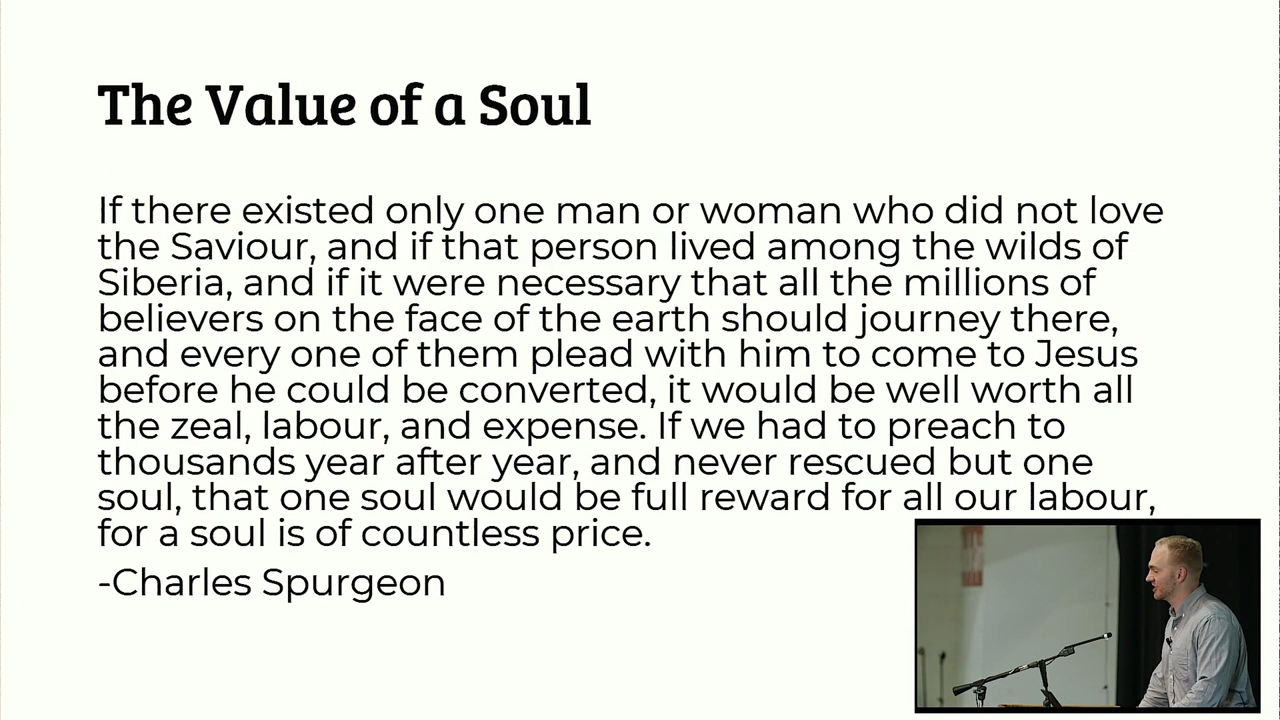 The Value of a Soul
If there existed only one man or woman who did not love
the Saviour, and if that person lived among the wilds of
Siberia, and if it were necessary that all the millions of
believers on the face of the earth should journey there,
and every one of them plead with him to come to Jesus
before he could be converted, it would be well worth all
the zeal, labour, and expense. If we had to preach to
thousands year after year, and never rescued but one
soul, that one soul would be full reward for all our labour,
for a soul is of countless price.
-Charles Spurgeon